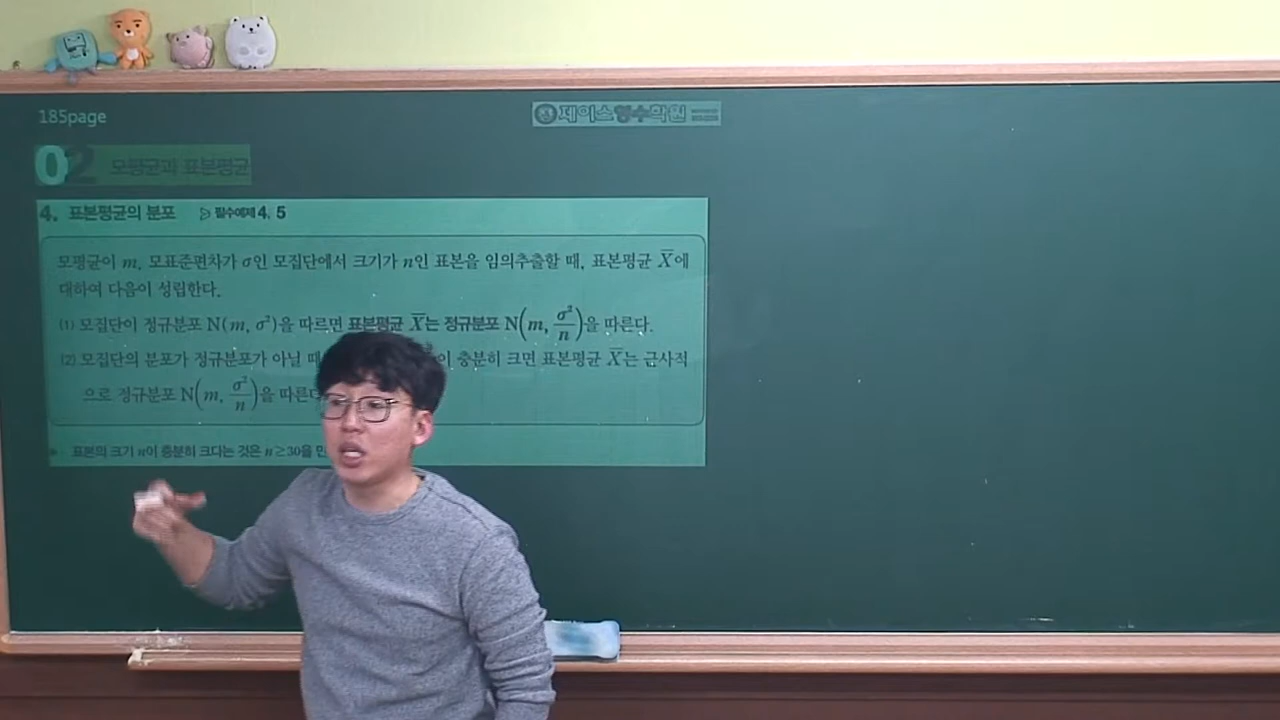 185page
제이스형수학원
02 모평균과 표본평균
4. 표본평균의 분포 ▷ 필수예제 4, 5
모평균이 m, 모표준편차가 σ인 모집단에서 크기가 n인 표본을 임의추출할 때, 표본평균 X̅에
대하여 다음이 성립한다.
(1) 모집단이 정규분포 N(m, σ²)을 따르면 표본평균 X̅는 정규분포 N(m, σ²/n)을 따른다.
(2) 모집단의 분포가 정규분포가 아닐 때 이 충분히 크면 표본평균 X̅는 근사적
으로 정규분포 N(m, σ²/n)을 따른다
표본의 크기 n이 충분히 크다는 것은 n≥30을